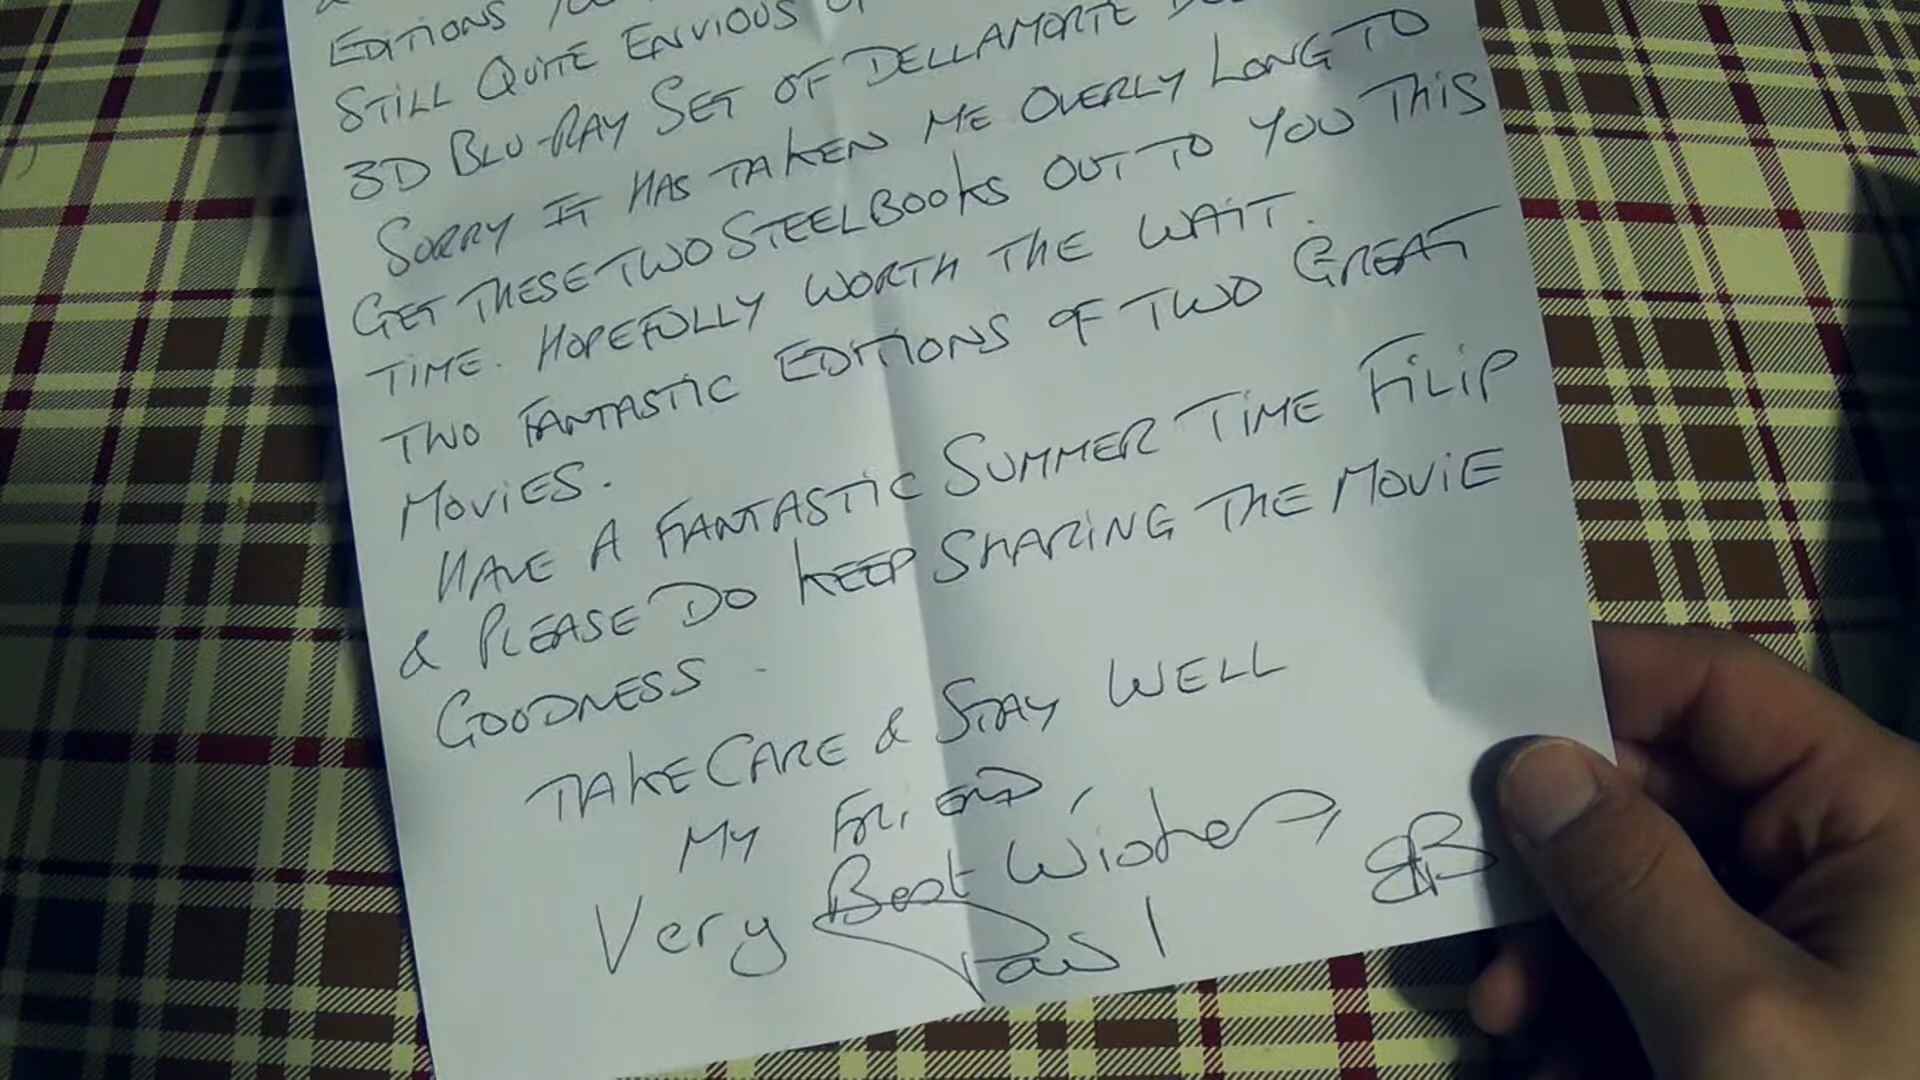 EDITIONS YOU
STILL QUITE ENVIOUS OF
3D BLU-RAY SET OF DELLAMORTE
SORRY IT HAS TAKEN ME OVERLY LONG TO
GET THESE TWO STEELBOOKS OUT TO YOU THIS
TIME. HOPEFULLY WORTH THE WAIT.
TWO FANTASTIC EDITIONS OF TWO GREAT
MOVIES.
HAVE A FANTASTIC SUMMER TIME FILIP
& PLEASE DO KEEP SHARING THE MOVIE
GOODNESS.
TAKE CARE & STAY WELL
MY FRIEND,
Very Best Wishes,
Paul